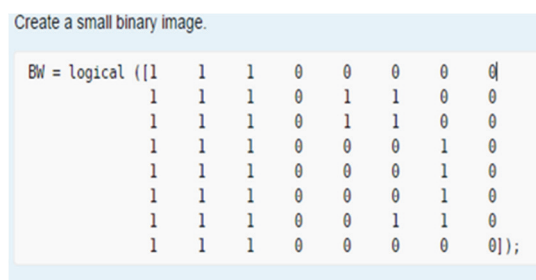 Create a small binary image.
BW = logical ([1 1 1 0 0 0 0 0
1 1 1 0 1 1 0 0
1 1 1 0 1 1 0 0
1 1 1 0 0 0 1 0
1 1 1 0 0 0 1 0
1 1 1 0 0 0 1 0
1 1 1 0 0 1 1 0
1 1 1 0 0 0 0 0]);